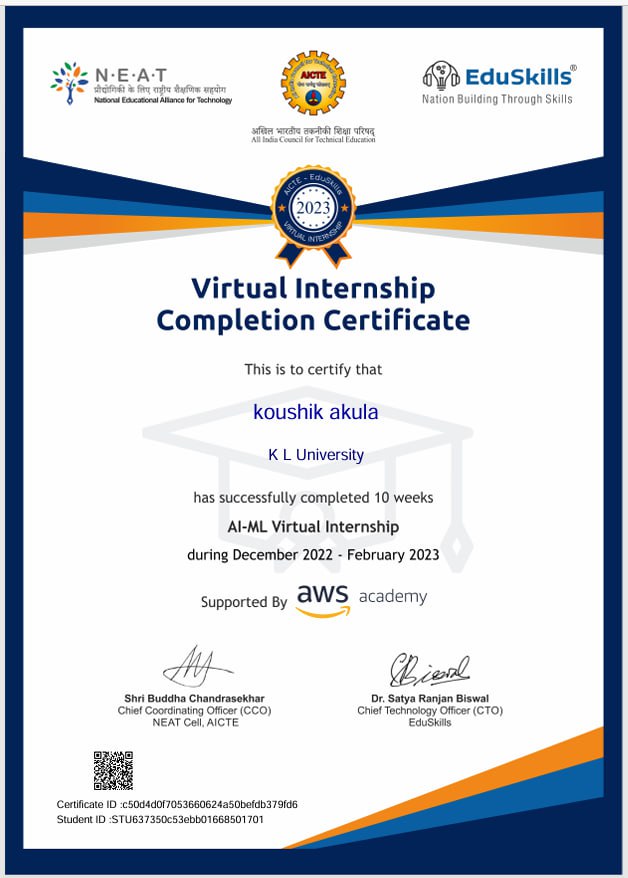 N·E·A·T
प्रौद्योगिकी के लिए राष्ट्रीय शैक्षणिक सहयोग
National Educational Alliance for Technology
AICTE
अखिल भारतीय तकनीकी शिक्षा परिषद्
All India Council for Technical Education
EduSkills®
Nation Building Through Skills
AICTE - EduSkills
2023
VIRTUAL INTERNSHIP
Virtual Internship
Completion Certificate
This is to certify that
koushik akula
K L University
has successfully completed 10 weeks
AI-ML Virtual Internship
during December 2022 - February 2023
Supported By aws academy
Shri Buddha Chandrasekhar
Chief Coordinating Officer (CCO)
NEAT Cell, AICTE
Dr. Satya Ranjan Biswal
Chief Technology Officer (CTO)
EduSkills
Certificate ID :c50d4d0f7053660624a50befdb379fd6
Student ID :STU637350c53ebb01668501701